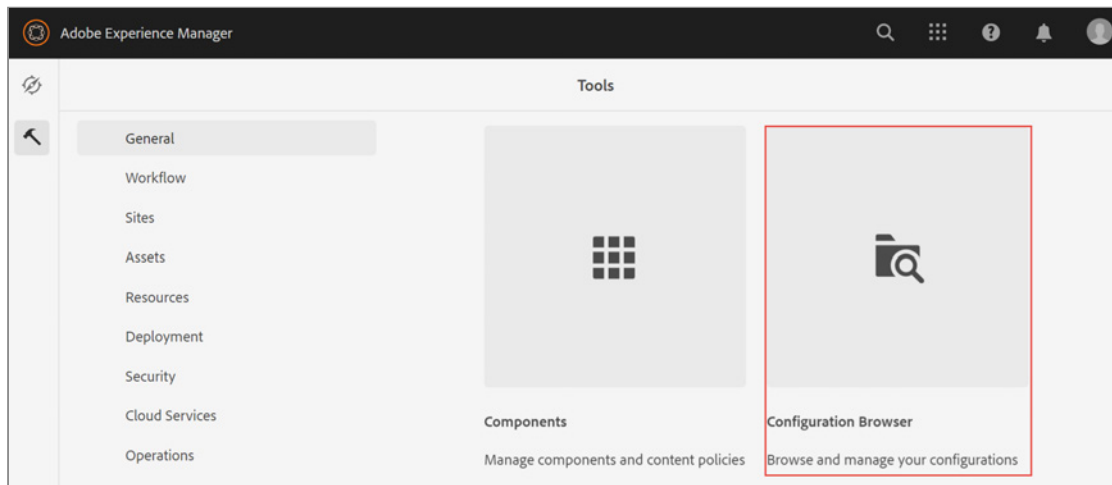 Adobe Experience Manager
Tools
General
Workflow
Sites
Assets
Resources
Deployment
Security
Cloud Services
Operations
Components
Manage components and content policies
Configuration Browser
Browse and manage your configurations